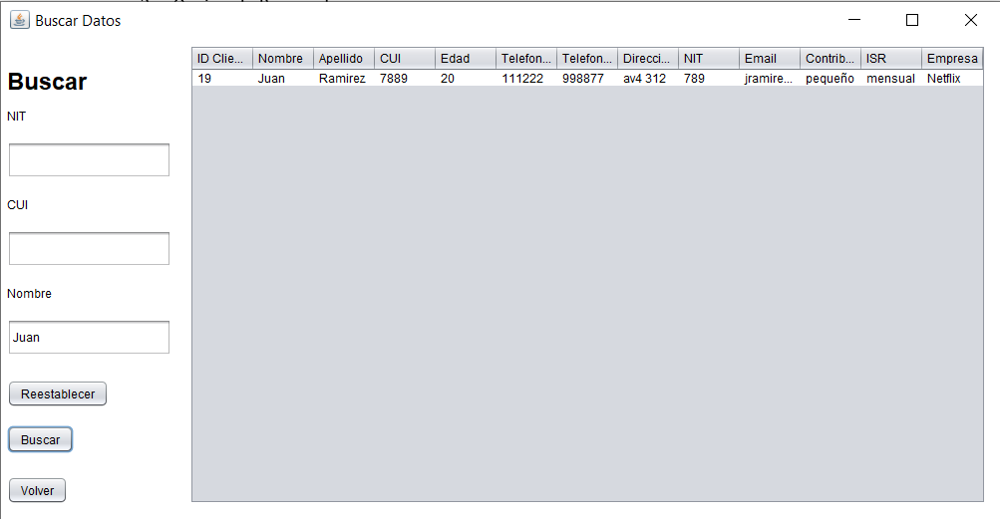 Buscar Datos
Buscar
NIT
CUI
Nombre
Juan
Reestablecer
Buscar
Volver
ID Clie... Nombre Apellido CUI Edad Telefon... Telefon... Direcci... NIT Email Contrib... ISR Empresa
19 Juan Ramirez 7889 20 111222 998877 av4 312 789 jramire... pequeño mensual Netflix